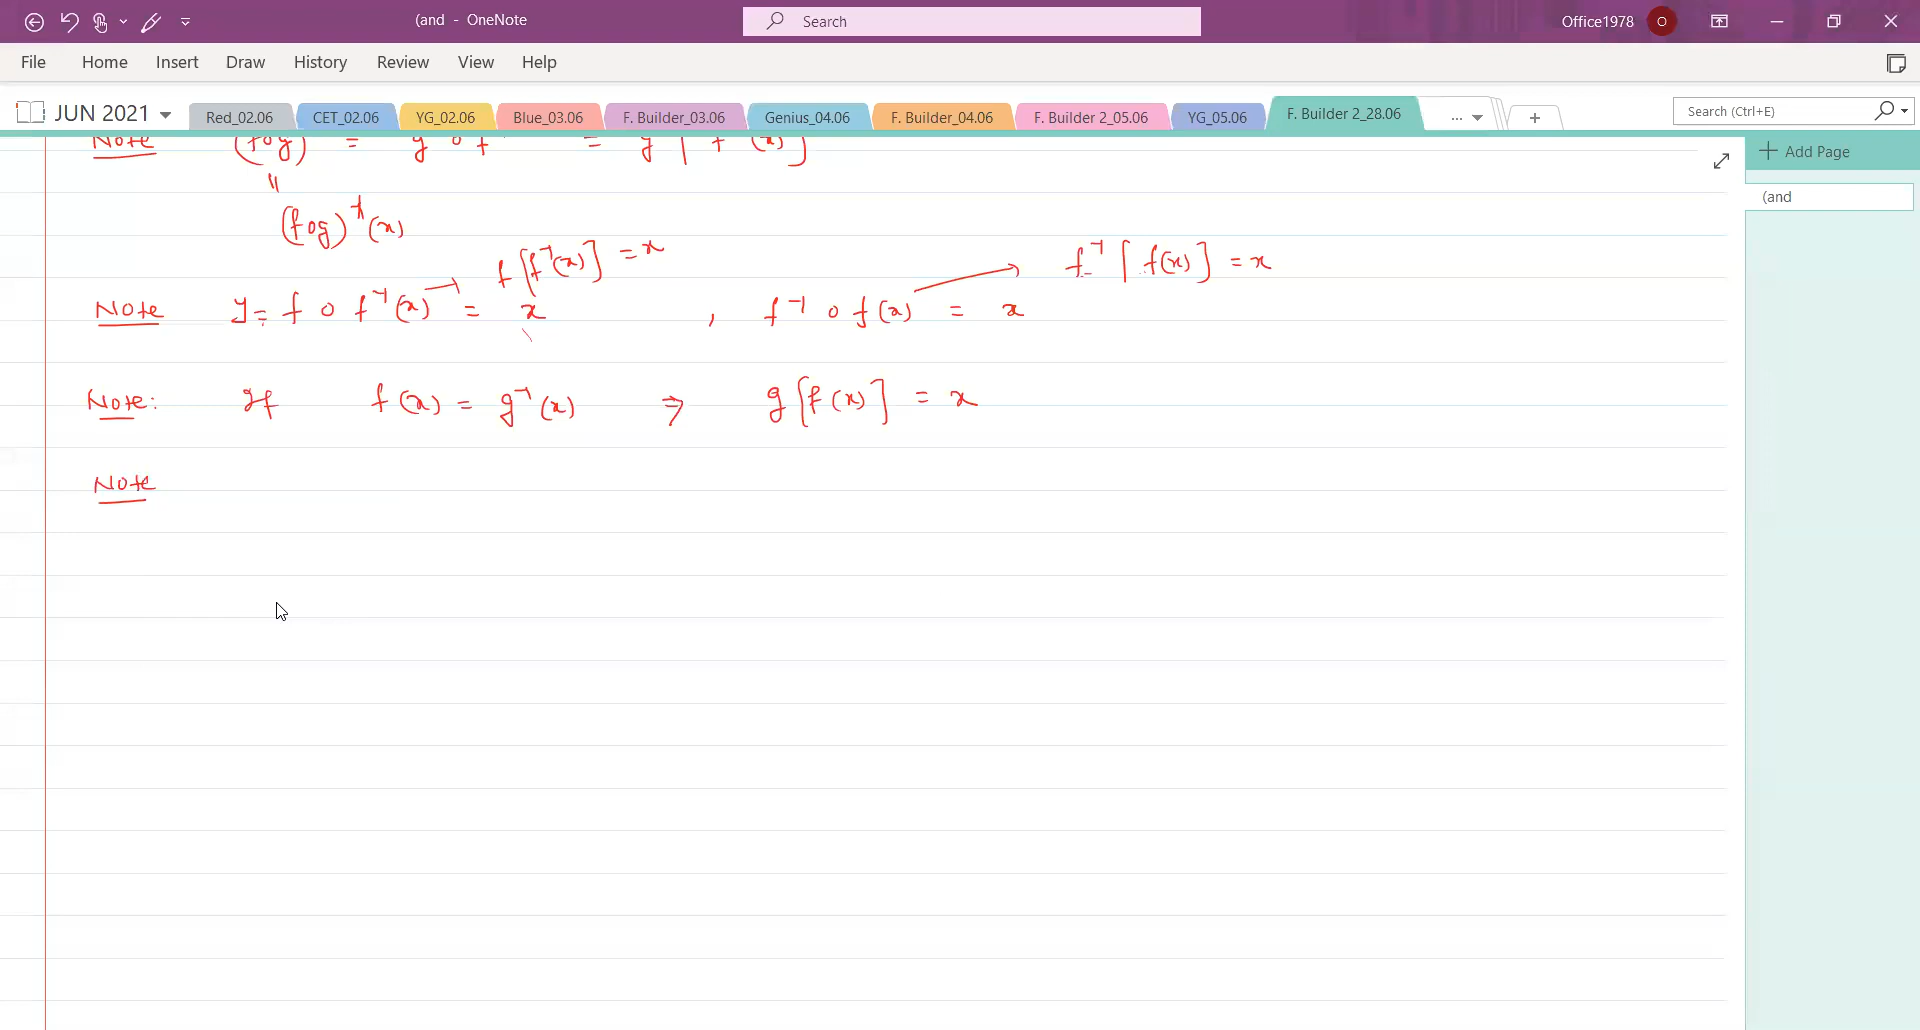 (and - OneNote
Search
Office1978
O
File Home Insert Draw History Review View Help
JUN 2021
Red_02.06 CET_02.06 YG_02.06 Blue_03.06 F. Builder_03.06 Genius_04.06 F. Builder_04.06 F. Builder 2_05.06 YG_05.06 F. Builder 2_28.06 ... +
Search (Ctrl+E)
+ Add Page
(and
Note (fog) = g o f = g [ f (x) ]
"
(fog)⁻¹(x)
f[f⁻¹(x)] = x f⁻¹[f(x)] = x
Note y = f o f⁻¹(x) = x , f⁻¹ o f(x) = x
Note: If f(x) = g⁻¹(x) ⇒ g[f(x)] = x
Note